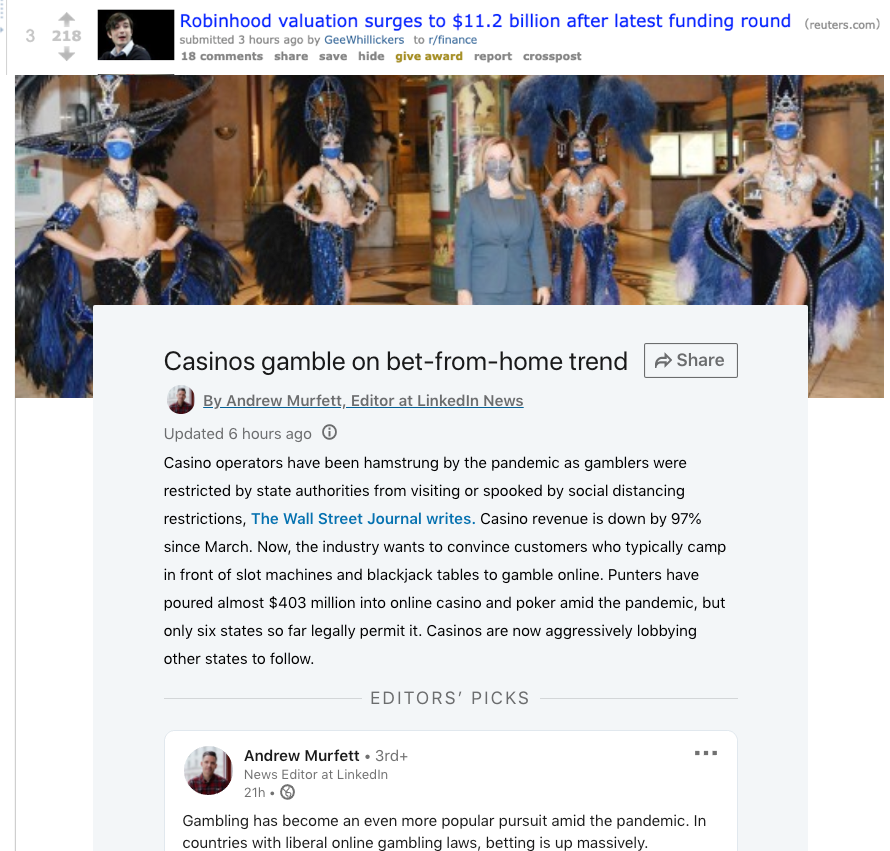 3
218
Robinhood valuation surges to $11.2 billion after latest funding round (reuters.com)
submitted 3 hours ago by GeeWhillickers to r/finance
18 comments share save hide give award report crosspost
Casinos gamble on bet-from-home trend
Share
By Andrew Murfett, Editor at LinkedIn News
Updated 6 hours ago
Casino operators have been hamstrung by the pandemic as gamblers were
restricted by state authorities from visiting or spooked by social distancing
restrictions, The Wall Street Journal writes. Casino revenue is down by 97%
since March. Now, the industry wants to convince customers who typically camp
in front of slot machines and blackjack tables to gamble online. Punters have
poured almost $403 million into online casino and poker amid the pandemic, but
only six states so far legally permit it. Casinos are now aggressively lobbying
other states to follow.
EDITORS’ PICKS
Andrew Murfett • 3rd+
News Editor at LinkedIn
21h •
Gambling has become an even more popular pursuit amid the pandemic. In
countries with liberal online gambling laws, betting is up massively.